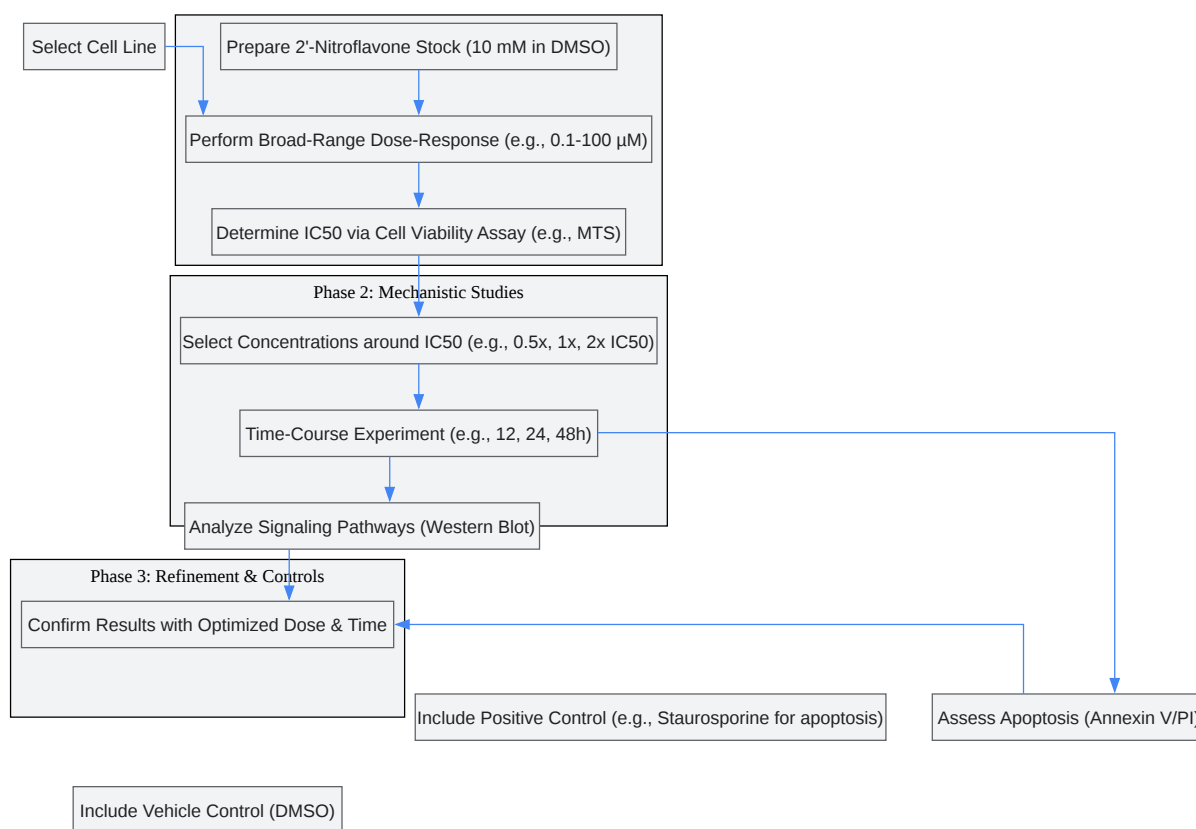 Select Cell Line
Prepare 2'-Nitroflavone Stock (10 mM in DMSO)
Perform Broad-Range Dose-Response (e.g., 0.1-100 µM)
Determine IC50 via Cell Viability Assay (e.g., MTS)
Phase 2: Mechanistic Studies
Select Concentrations around IC50 (e.g., 0.5x, 1x, 2x IC50)
Time-Course Experiment (e.g., 12, 24, 48h)
Analyze Signaling Pathways (Western Blot)
Phase 3: Refinement & Controls
Confirm Results with Optimized Dose & Time
Include Positive Control (e.g., Staurosporine for apoptosis)
Assess Apoptosis (Annexin V/PI)
Include Vehicle Control (DMSO)